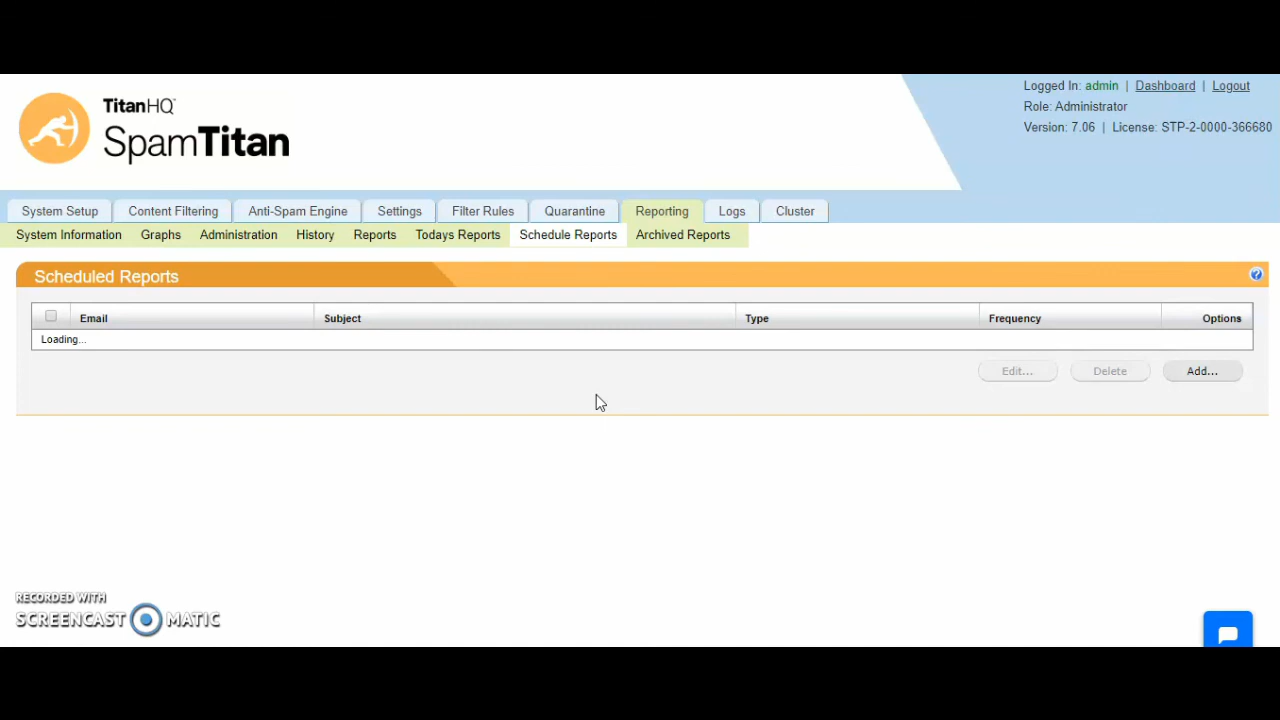 TitanHQ
SpamTitan
Logged In: admin | Dashboard | Logout
Role: Administrator
Version: 7.06 | License: STP-2-0000-366680
System Setup Content Filtering Anti-Spam Engine Settings Filter Rules Quarantine Reporting Logs Cluster
System Information Graphs Administration History Reports Todays Reports Schedule Reports Archived Reports
Scheduled Reports
Email Subject Type Frequency Options
Loading...
Edit... Delete Add...
RECORDED WITH
SCREENCAST MATIC